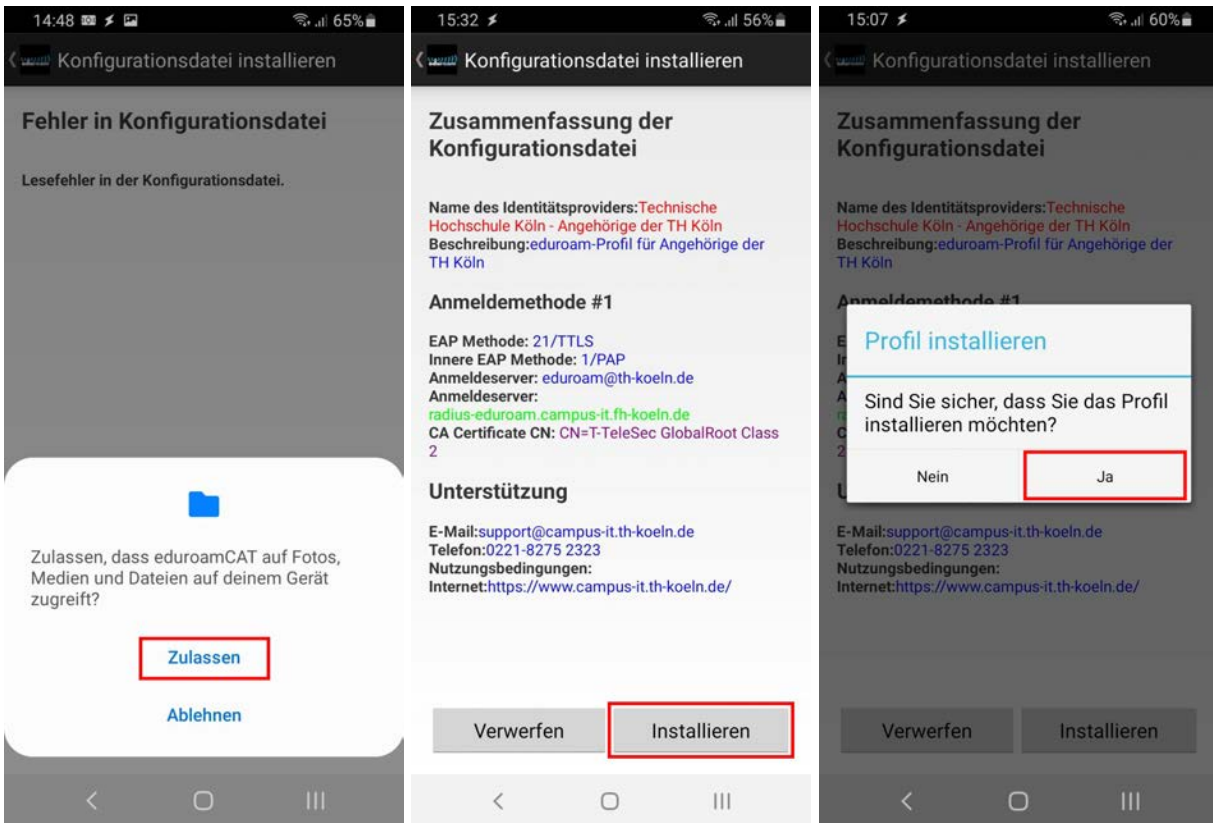 14:48 65%
Konfigurationsdatei installieren
Fehler in Konfigurationsdatei
Lesefehler in der Konfigurationsdatei.
Zulassen, dass eduroamCAT auf Fotos,
Medien und Dateien auf deinem Gerät
zugreift?
Zulassen
Ablehnen
15:32 56%
Konfigurationsdatei installieren
Zusammenfassung der
Konfigurationsdatei
Name des Identitätsproviders:Technische
Hochschule Köln - Angehörige der TH Köln
Beschreibung:eduroam-Profil für Angehörige der
TH Köln
Anmeldemethode #1
EAP Methode: 21/TTLS
Innere EAP Methode: 1/PAP
Anmeldeserver: eduroam@th-koeln.de
Anmeldeserver:
radius-eduroam.campus-it.fh-koeln.de
CA Certificate CN: CN=T-TeleSec GlobalRoot Class
2
Unterstützung
E-Mail:support@campus-it.th-koeln.de
Telefon:0221-8275 2323
Nutzungsbedingungen:
Internet:https://www.campus-it.th-koeln.de/
Verwerfen Installieren
15:07 60%
Konfigurationsdatei installieren
Zusammenfassung der
Konfigurationsdatei
Name des Identitätsproviders:Technische
Hochschule Köln - Angehörige der TH Köln
Beschreibung:eduroam-Profil für Angehörige der
TH Köln
Anmeldemethode #1
Profil installieren
Sind Sie sicher, dass Sie das Profil
installieren möchten?
Nein Ja
E-Mail:support@campus-it.th-koeln.de
Telefon:0221-8275 2323
Nutzungsbedingungen:
Internet:https://www.campus-it.th-koeln.de/
Verwerfen Installieren